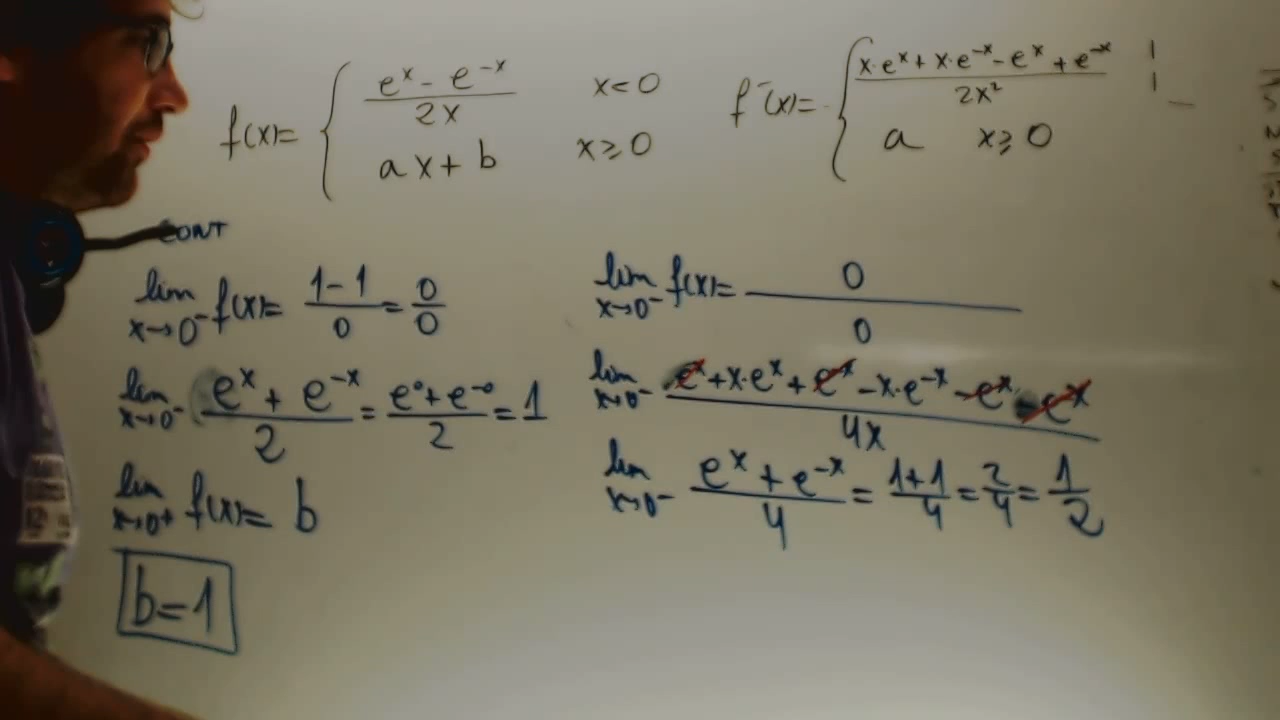 f(x)= { (e^x - e^-x)/(2x)   x<0
ax+b   x≥0
f'(x)= { (x·e^x + x·e^-x - e^x + e^-x)/(2x²)
a   x≥0
CONT
lim x→0⁻ f(x)= (1-1)/0 = 0/0
lim x→0⁻ (e^x + e^-x)/2 = (e^0 + e^-0)/2 = 1
lim x→0⁺ f(x)= b
b=1
lim x→0⁻ f(x)= 0/0
lim x→0⁻ (e^x + x·e^x + e^-x - x·e^-x - e^x - e^-x)/(4x)
lim x→0⁻ (e^x + e^-x)/4 = (1+1)/4 = 2/4 = 1/2